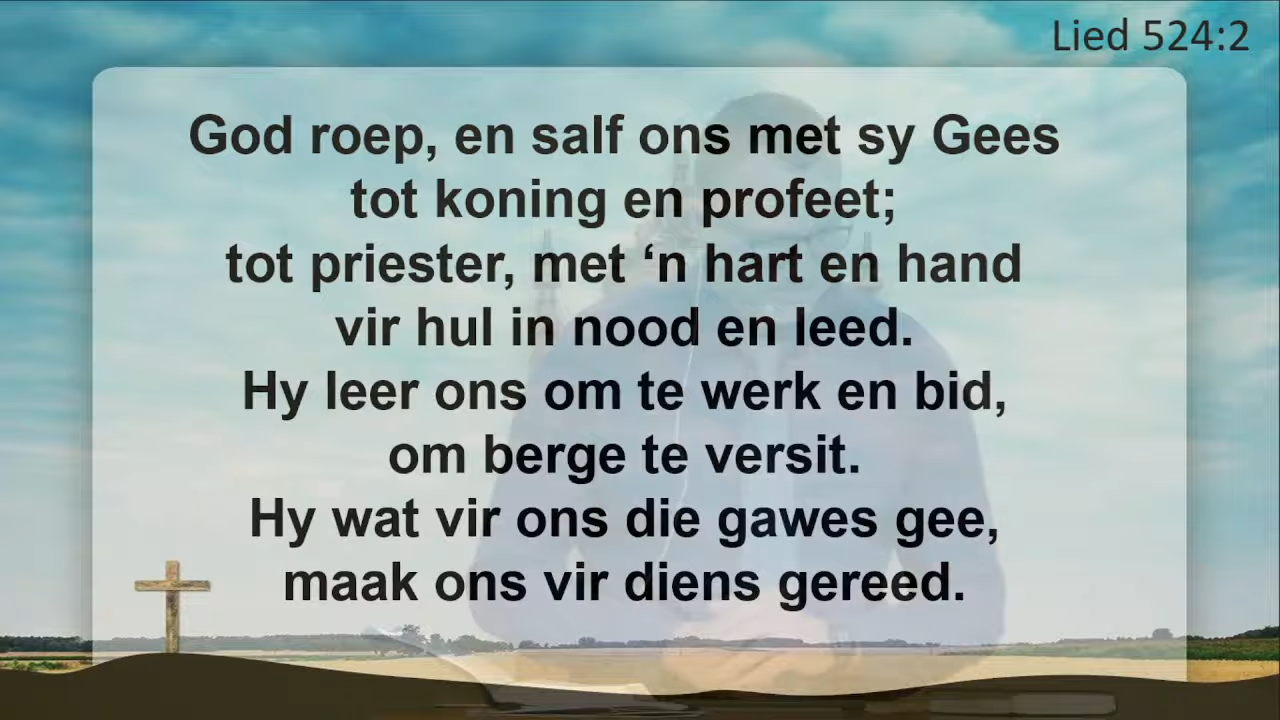 Lied 524:2
God roep, en salf ons met sy Gees
tot koning en profeet;
tot priester, met ‘n hart en hand
vir hul in nood en leed.
Hy leer ons om te werk en bid,
om berge te versit.
Hy wat vir ons die gawes gee,
maak ons vir diens gereed.